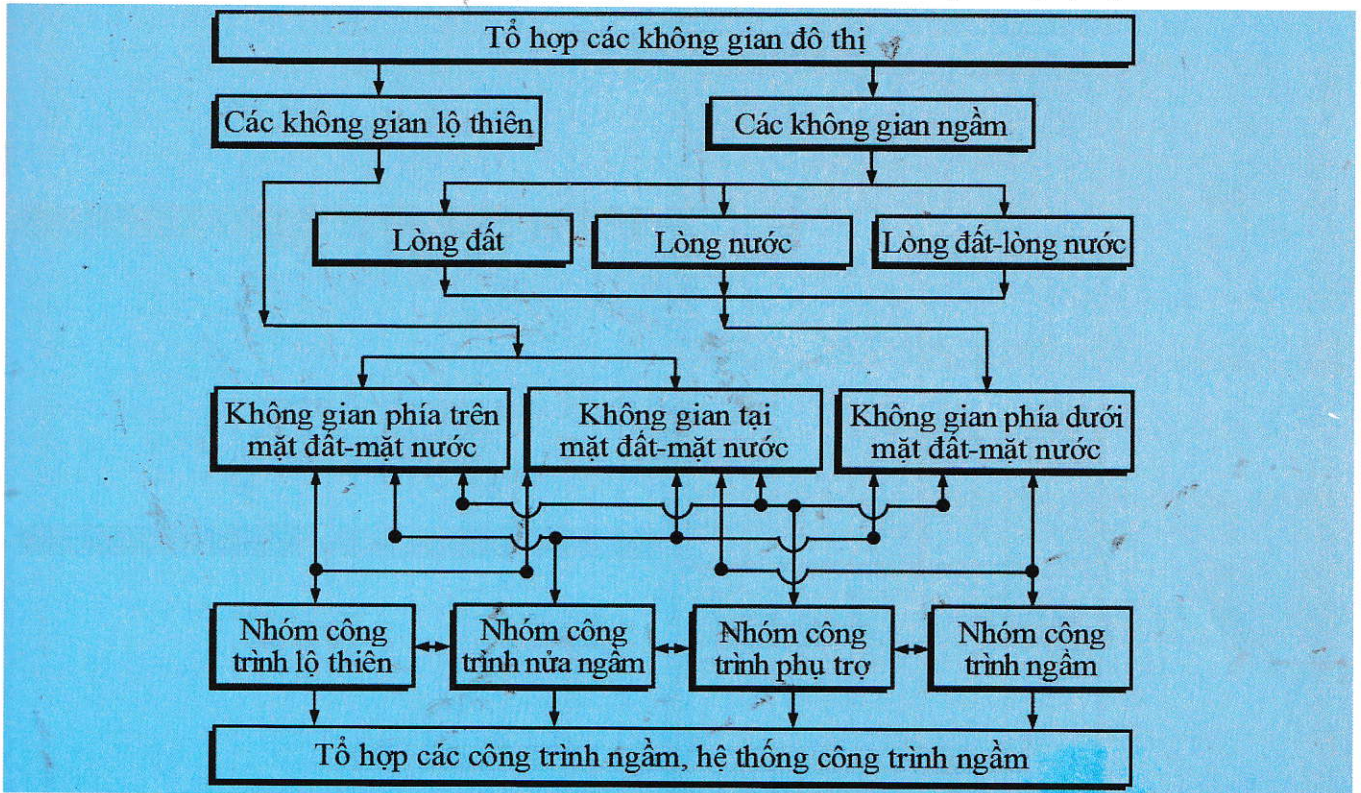 Tổ hợp các không gian đô thị
Các không gian lộ thiên
Các không gian ngầm
Lòng đất
Lòng nước
Lòng đất-lòng nước
Không gian phía trên
mặt đất-mặt nước
Không gian tại
mặt đất-mặt nước
Không gian phía dưới
mặt đất-mặt nước
Nhóm công
trình lộ thiên
Nhóm công
trình nửa ngầm
Nhóm công
trình phụ trợ
Nhóm công
trình ngầm
Tổ hợp các công trình ngầm, hệ thống công trình ngầm